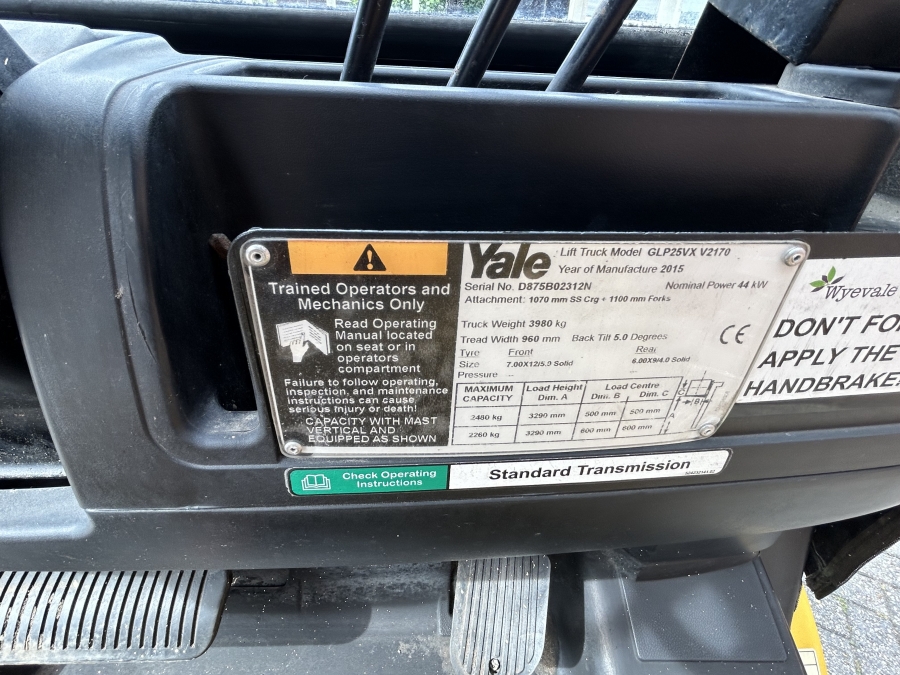 Trained Operators and
Mechanics Only
Read Operating
Manual located
on seat or in
operators
compartment
Failure to follow operating,
inspection, and maintenance
instructions can cause
serious injury or death!
CAPACITY WITH MAST
VERTICAL AND
EQUIPPED AS SHOWN
Yale
Lift Truck Model GLP25VX V2170
Year of Manufacture 2015
Serial No. D875B02312N
Nominal Power 44 kW
Attachment: 1070 mm SS Crg + 1100 mm Forks
Truck Weight 3980 kg
Tread Width 960 mm Back Tilt 5.0 Degrees
CE
Tyre Front Rear
Size 7.00X12/5.0 Solid 6.00X9/4.0 Solid
Pressure -- --
MAXIMUM CAPACITY Load Height Dim. A Load Centre Dim. B Dim. C
2480 kg 3290 mm 500 mm 500 mm
2260 kg 3290 mm 600 mm 600 mm
C
B
A
Check Operating
Instructions
Standard Transmission
Wyevale
DON'T FO
APPLY THE
HANDBRAKE